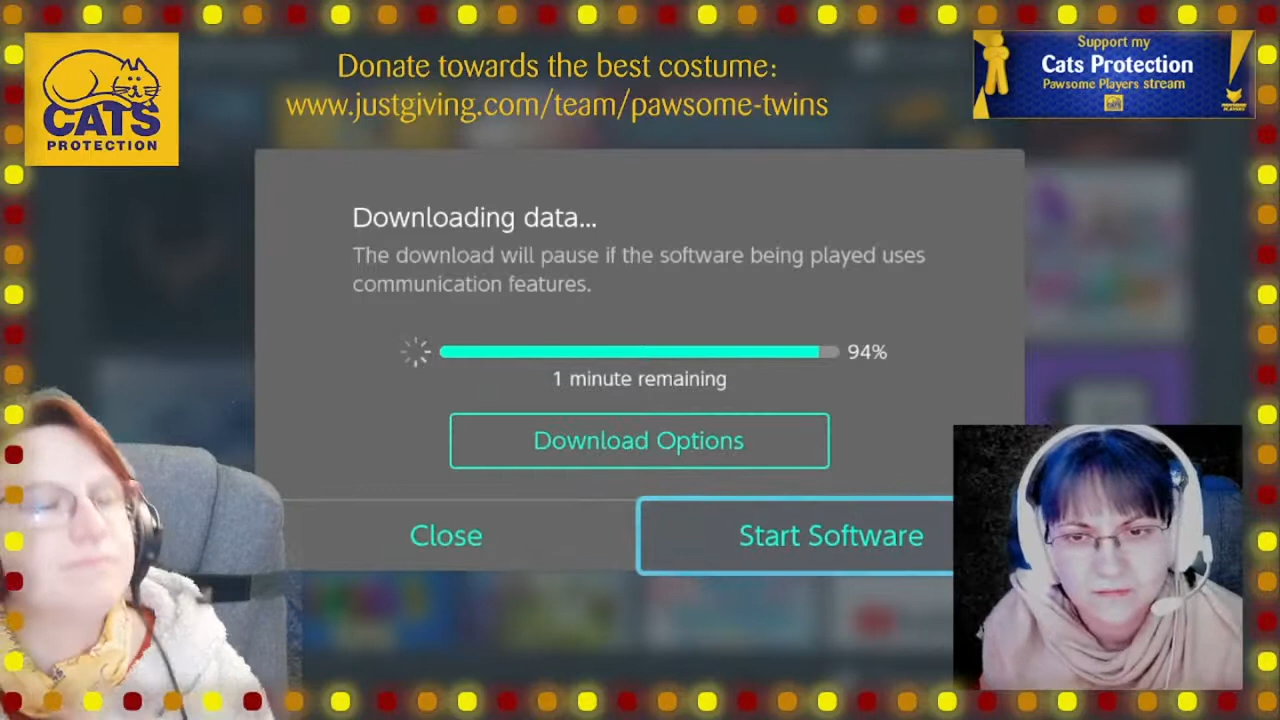 CATS
PROTECTION
Donate towards the best costume:
www.justgiving.com/team/pawsome-twins
Support my
Cats Protection
Pawsome Players stream
Downloading data...
The download will pause if the software being played uses
communication features.
94%
1 minute remaining
Download Options
Close
Start Software